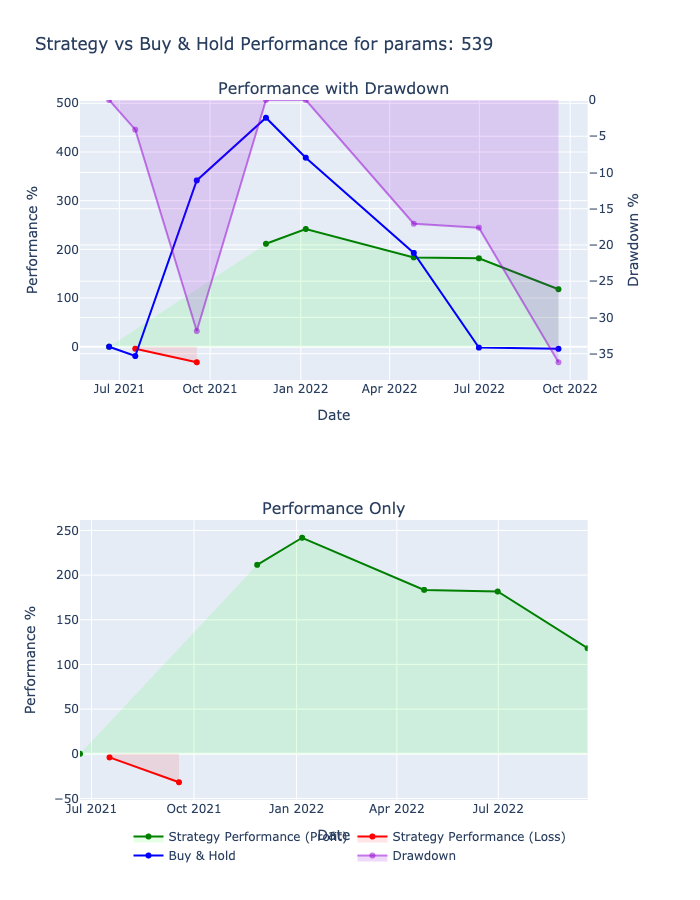 Strategy vs Buy & Hold Performance for params: 539
Performance with Drawdown
500
400
300
200
100
0
Performance %
0
−5
−10
−15
−20
−25
−30
−35
Drawdown %
Jul 2021 Oct 2021 Jan 2022 Apr 2022 Jul 2022 Oct 2022
Date
Performance Only
250
200
150
100
50
0
−50
Performance %
Jul 2021 Oct 2021 Jan 2022 Apr 2022 Jul 2022
Date
Strategy Performance (Profit) Strategy Performance (Loss)
Buy & Hold Drawdown